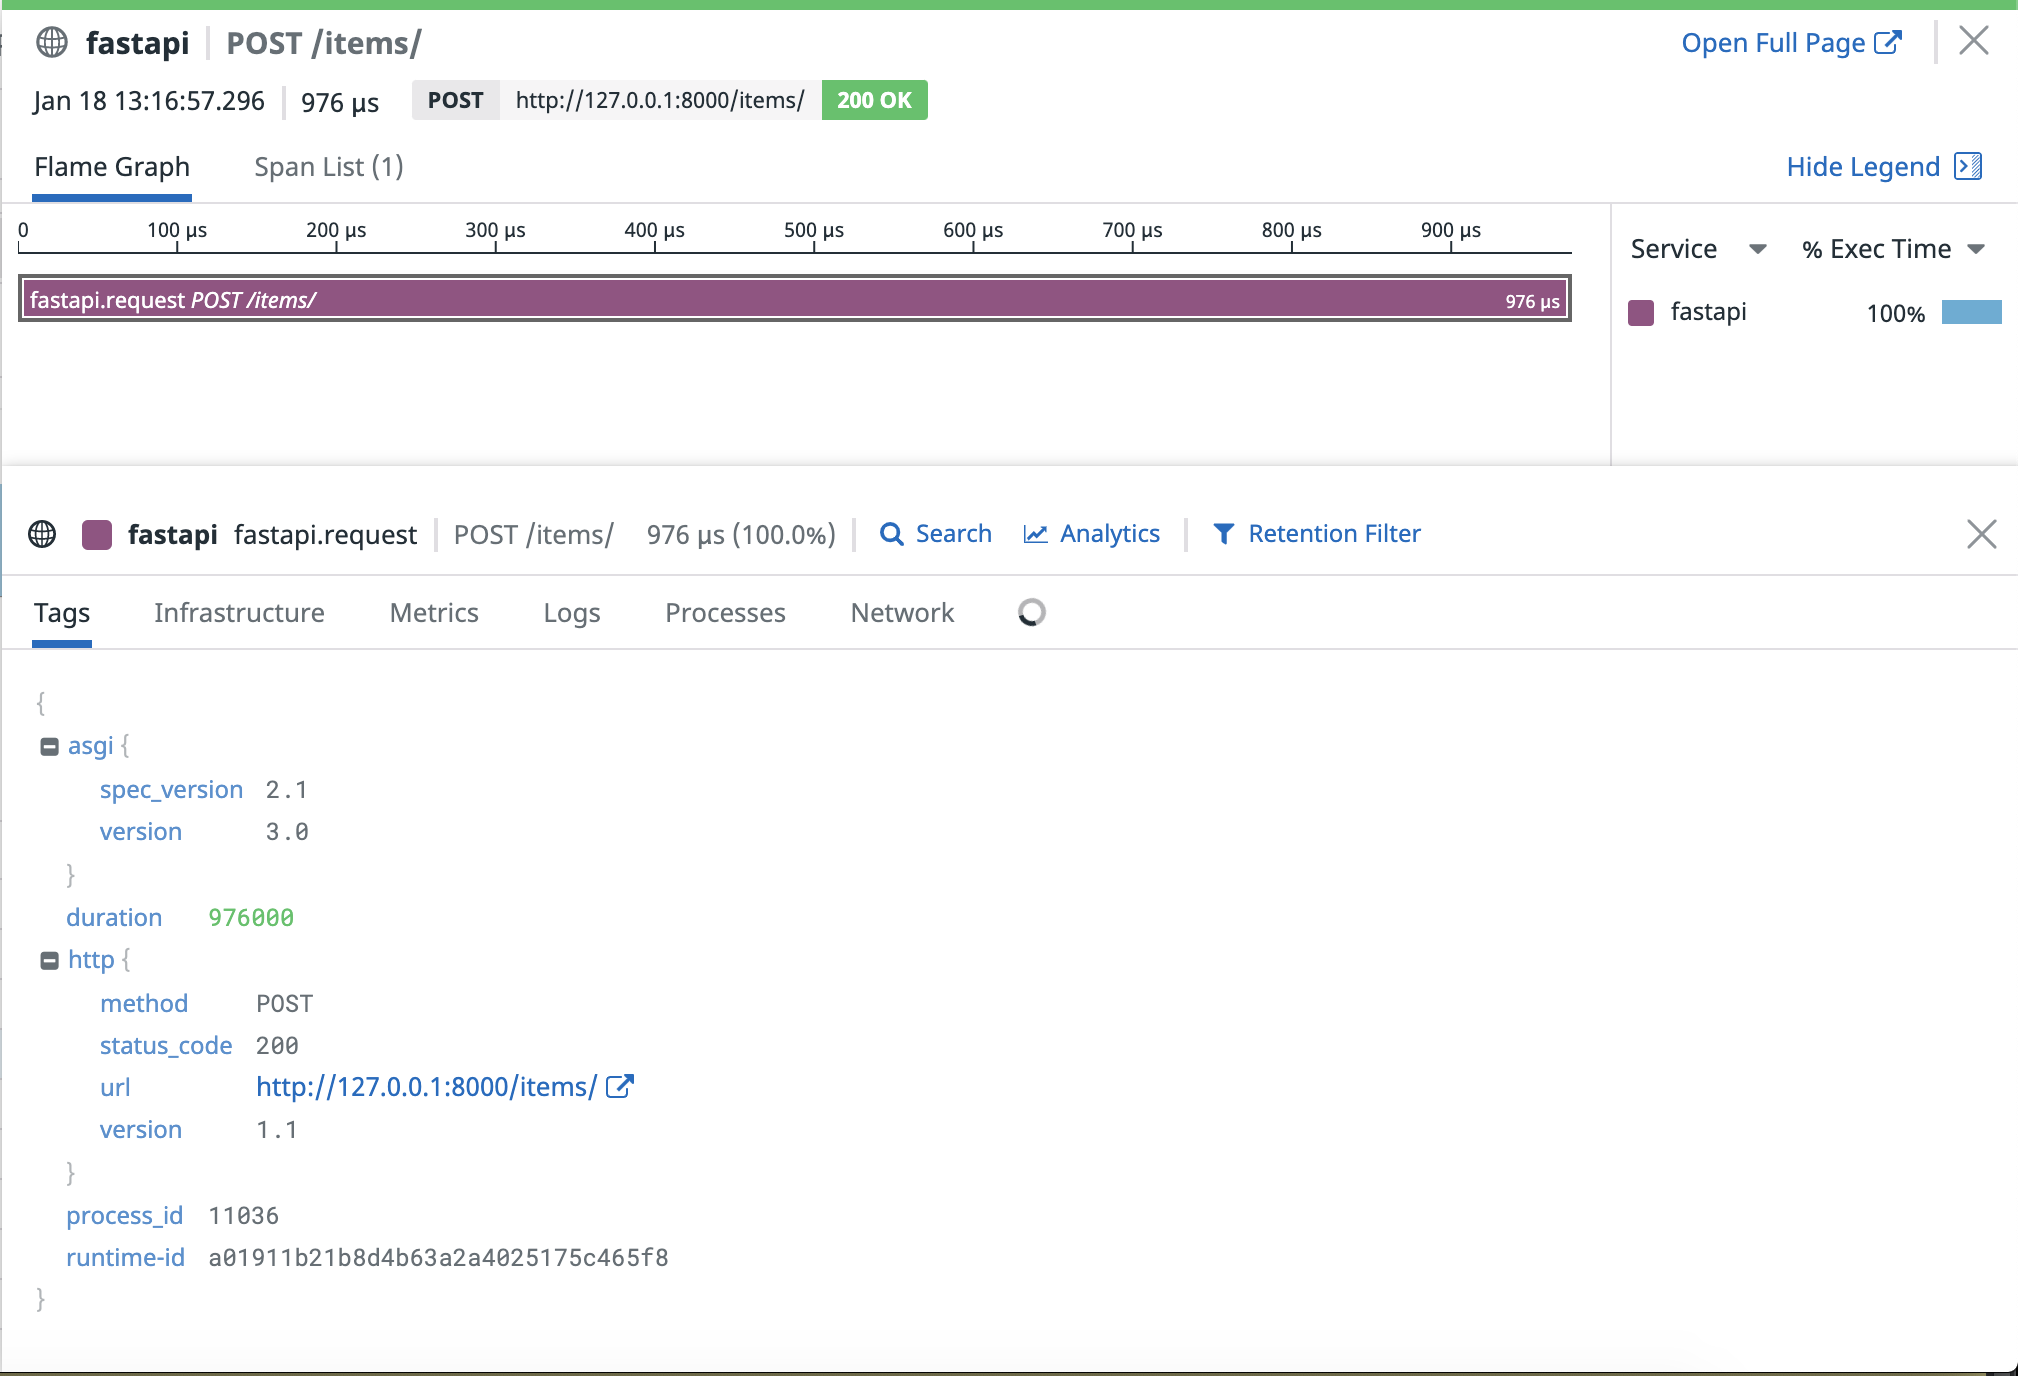 fastapi POST /items/ Open Full Page
Jan 18 13:16:57.296 976 µs POST http://127.0.0.1:8000/items/ 200 OK
Flame Graph Span List (1) Hide Legend
0 100 µs 200 µs 300 µs 400 µs 500 µs 600 µs 700 µs 800 µs 900 µs
Service % Exec Time
fastapi.request POST /items/ 976 µs
fastapi 100%
fastapi fastapi.request POST /items/ 976 µs (100.0%) Search Analytics Retention Filter
Tags Infrastructure Metrics Logs Processes Network
{
asgi {
spec_version 2.1
version 3.0
}
duration 976000
http {
method POST
status_code 200
url http://127.0.0.1:8000/items/
version 1.1
}
process_id 11036
runtime-id a01911b21b8d4b63a2a4025175c465f8
}